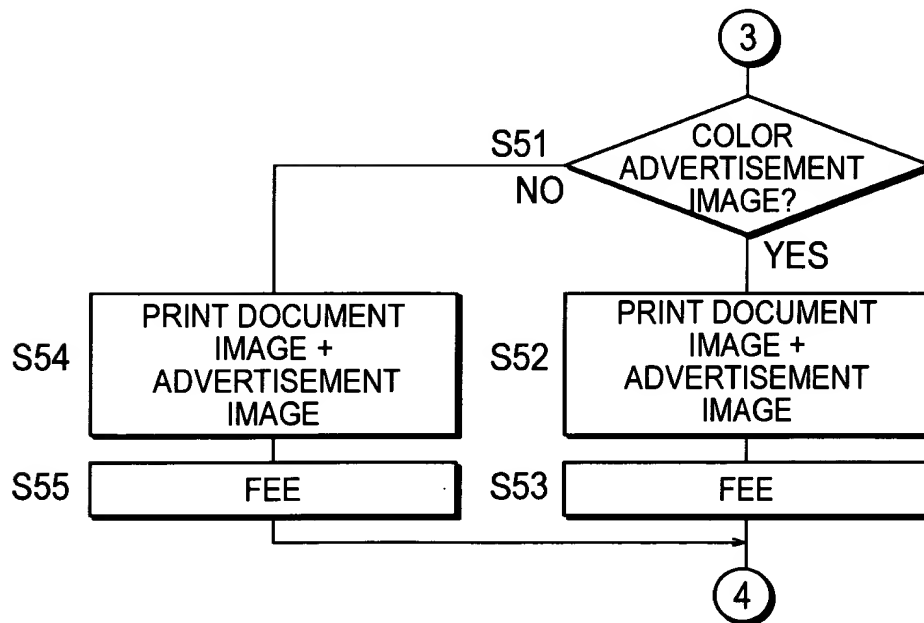 3
S51
COLOR
ADVERTISEMENT
IMAGE?
NO
YES
S54
PRINT DOCUMENT
IMAGE +
ADVERTISEMENT
IMAGE
S52
PRINT DOCUMENT
IMAGE +
ADVERTISEMENT
IMAGE
S55
FEE
S53
FEE
4